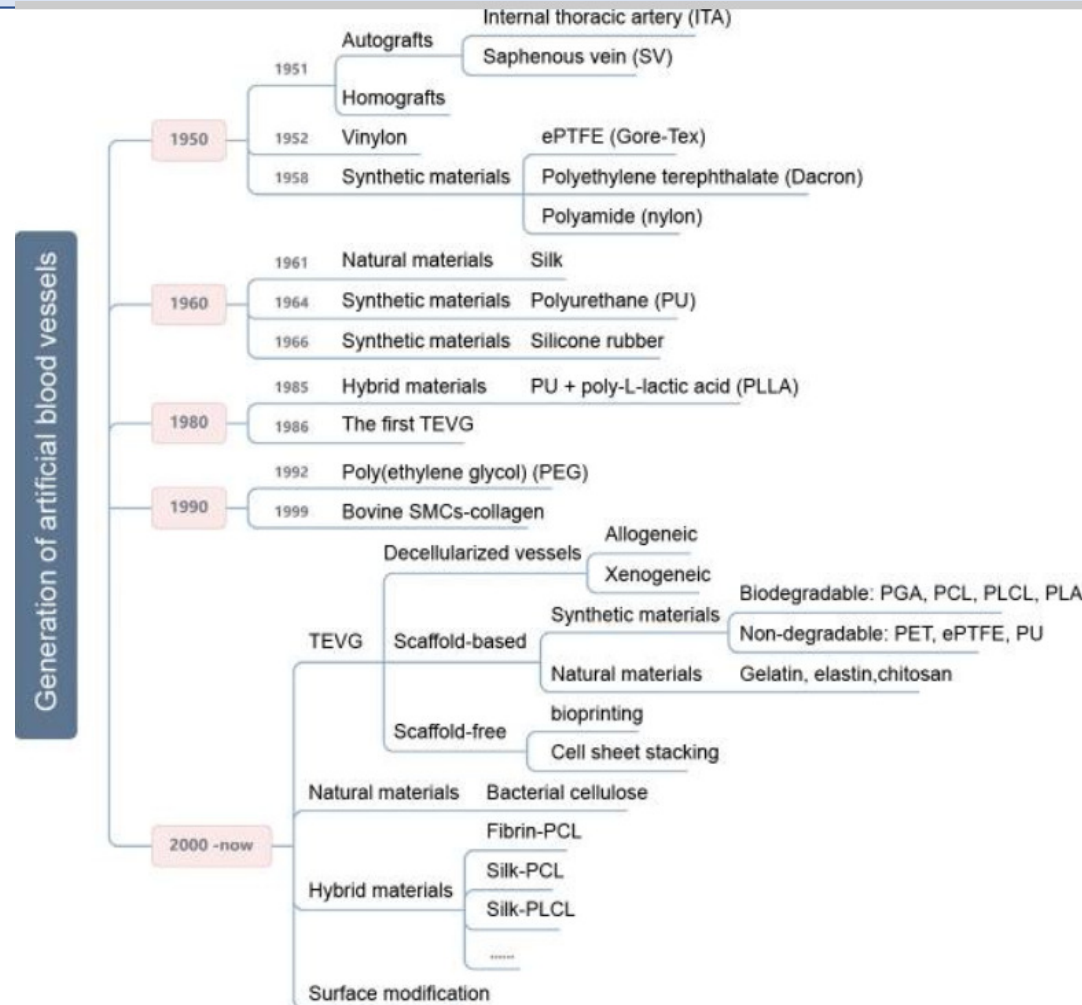 Generation of artificial blood vessels
1950
1951
Autografts
Internal thoracic artery (ITA)
Saphenous vein (SV)
Homografts
1952
Vinylon
1958
Synthetic materials
ePTFE (Gore-Tex)
Polyethylene terephthalate (Dacron)
Polyamide (nylon)
1960
1961
Natural materials
Silk
1964
Synthetic materials
Polyurethane (PU)
1966
Synthetic materials
Silicone rubber
1980
1985
Hybrid materials
PU + poly-L-lactic acid (PLLA)
1986
The first TEVG
1990
1992
Poly(ethylene glycol) (PEG)
1999
Bovine SMCs-collagen
2000 -now
TEVG
Decellularized vessels
Allogeneic
Xenogeneic
Scaffold-based
Synthetic materials
Biodegradable: PGA, PCL, PLCL, PLA
Non-degradable: PET, ePTFE, PU
Natural materials
Gelatin, elastin,chitosan
Scaffold-free
bioprinting
Cell sheet stacking
Natural materials
Bacterial cellulose
Hybrid materials
Fibrin-PCL
Silk-PCL
Silk-PLCL
......
Surface modification